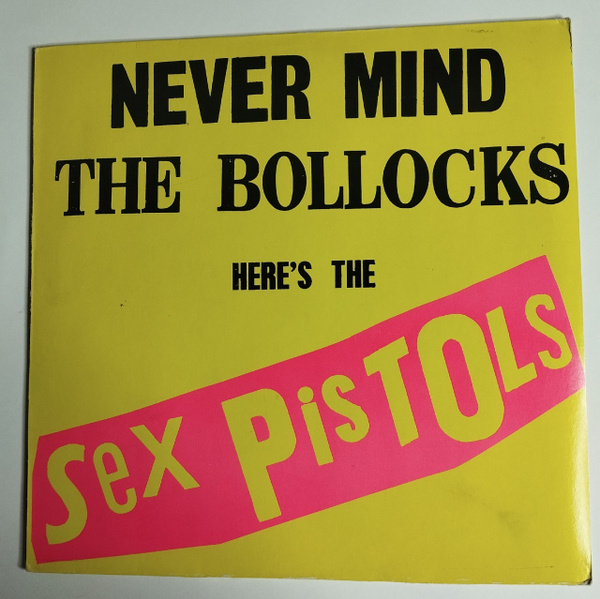 NEVER MIND
THE BOLLOCKS
HERE'S THE
SeX PiSTOLS